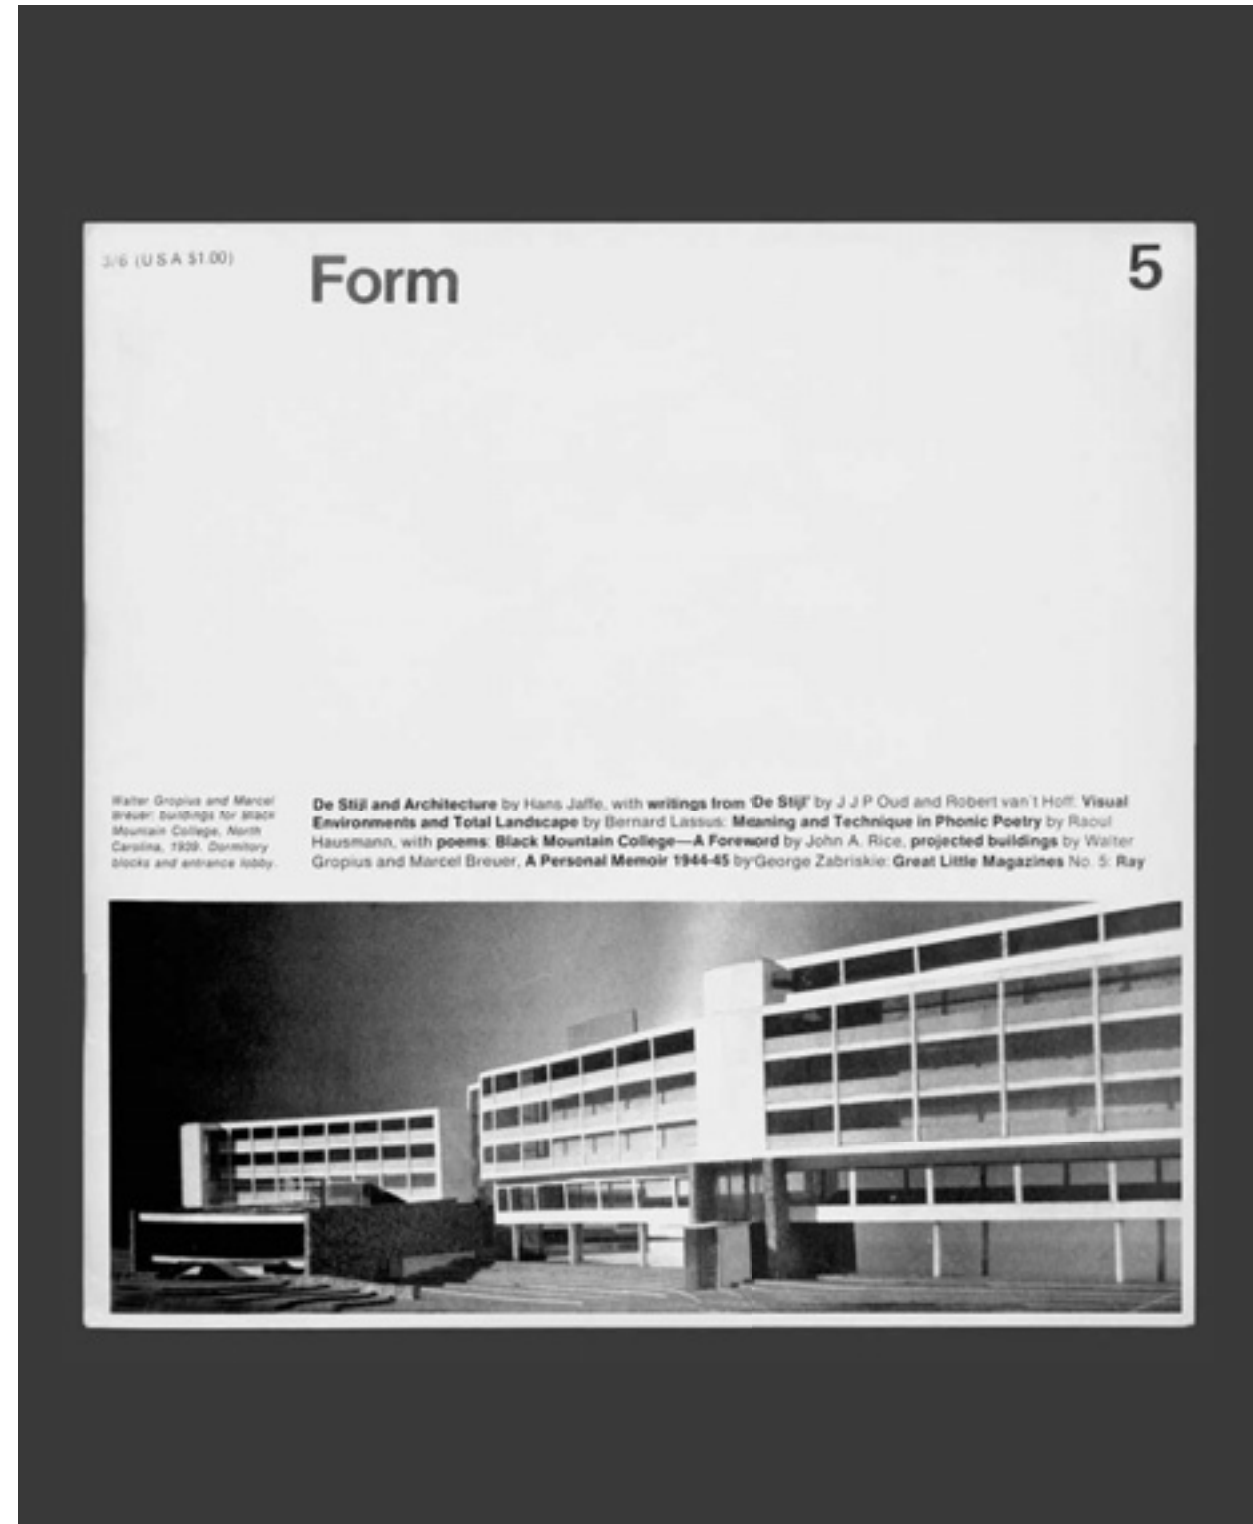 3/6 (U S A $1.00)
Form
5
Walter Gropius and Marcel
Breuer: buildings for Black
Mountain College, North
Carolina, 1939. Dormitory
blocks and entrance lobby.
De Stijl and Architecture by Hans Jaffe, with writings from 'De Stijl' by J J P Oud and Robert van't Hoff: Visual
Environments and Total Landscape by Bernard Lassus: Meaning and Technique in Phonic Poetry by Raoul
Hausmann, with poems: Black Mountain College—A Foreword by John A. Rice, projected buildings by Walter
Gropius and Marcel Breuer, A Personal Memoir 1944-45 by George Zabriskie: Great Little Magazines No. 5: Ray